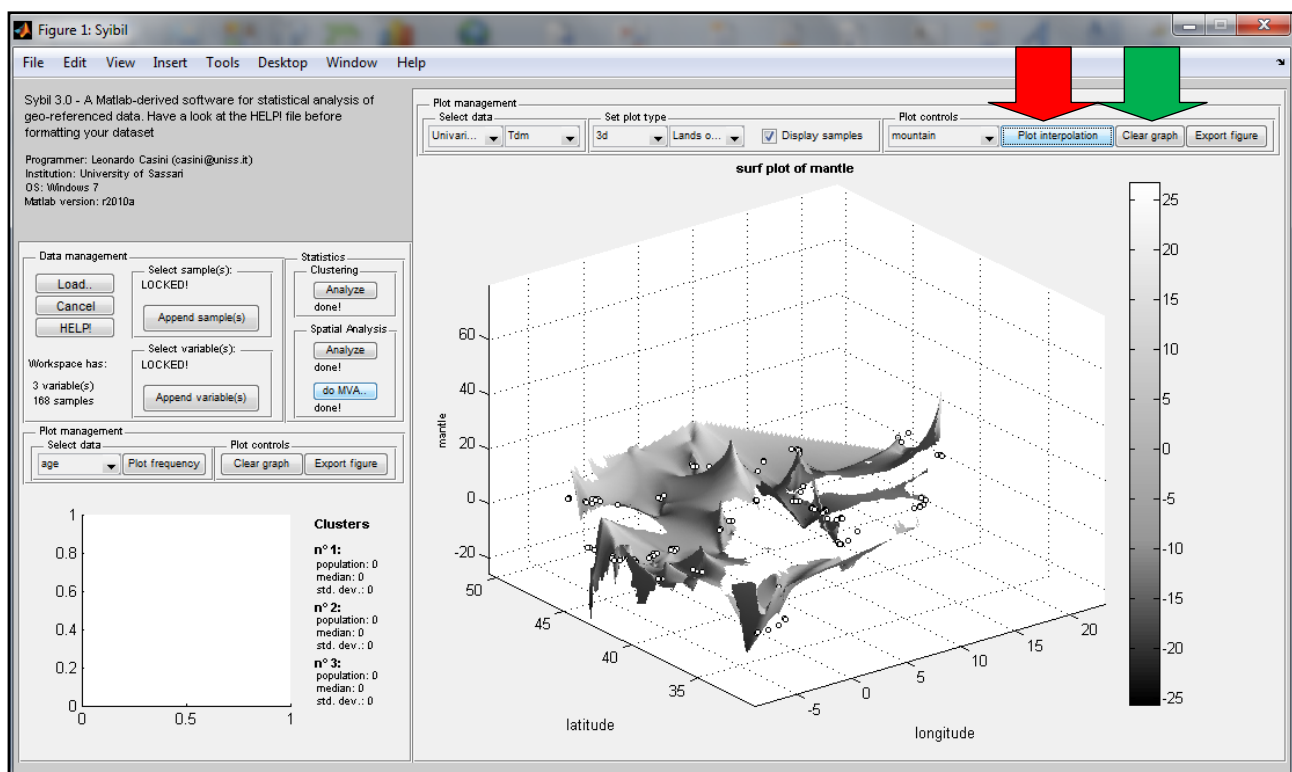 Figure 1: Syibil
File Edit View Insert Tools Desktop Window Help
Sybil 3.0 - A Matlab-derived software for statistical analysis of
geo-referenced data. Have a look at the HELP! file before
formatting your dataset
Programmer: Leonardo Casini (casini@uniss.it)
Institution: University of Sassari
OS: Windows 7
Matlab version: r2010a
Data management
Load..
Cancel
HELP!
Workspace has:
3 variable(s)
168 samples
Select sample(s):
LOCKED!
Append sample(s)
Select variable(s):
LOCKED!
Append variable(s)
Statistics
Clustering
Analyze
done!
Spatial Analysis
Analyze
done!
do MVA..
done!
Plot management
Select data
age
Plot frequency
Plot controls
Clear graph
Export figure
1
0.8
0.6
0.4
0.2
0
0 0.5 1
Clusters
n° 1:
population: 0
median: 0
std. dev.: 0
n° 2:
population: 0
median: 0
std. dev.: 0
n° 3:
population: 0
median: 0
std. dev.: 0
Plot management
Select data
Univari... Tdm
Set plot type
3d Lands o... Display samples
Plot controls
mountain Plot interpolation Clear graph Export figure
surf plot of mantle
mantle
60
40
20
0
-20
50
45
40
35
latitude
-5
0
5
10
15
20
longitude
25
20
15
10
5
0
-5
-10
-15
-20
-25